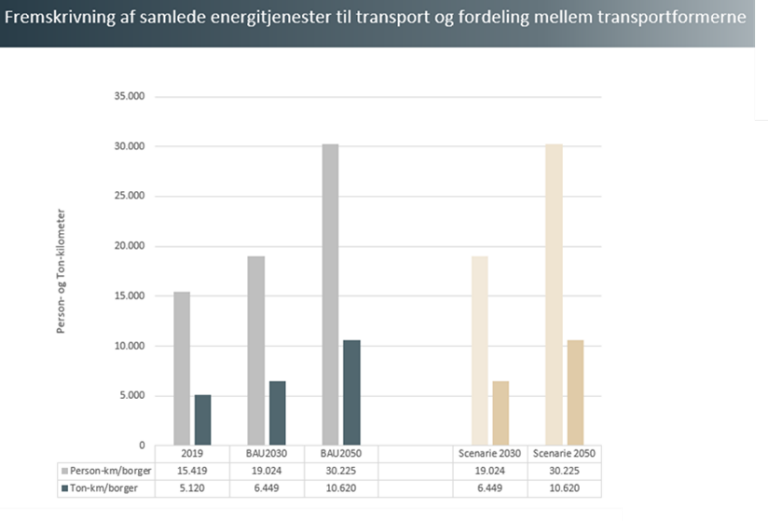 Fremskrivning af samlede energitjenester til transport og fordeling mellem transportformerne
35.000
30.000
25.000
20.000
15.000
10.000
5.000
0
Person- og Ton-kilometer
2019 BAU2030 BAU2050 Scenarie 2030 Scenarie 2050
Person-km/borger 15.419 19.024 30.225 19.024 30.225
Ton-km/borger 5.120 6.449 10.620 6.449 10.620